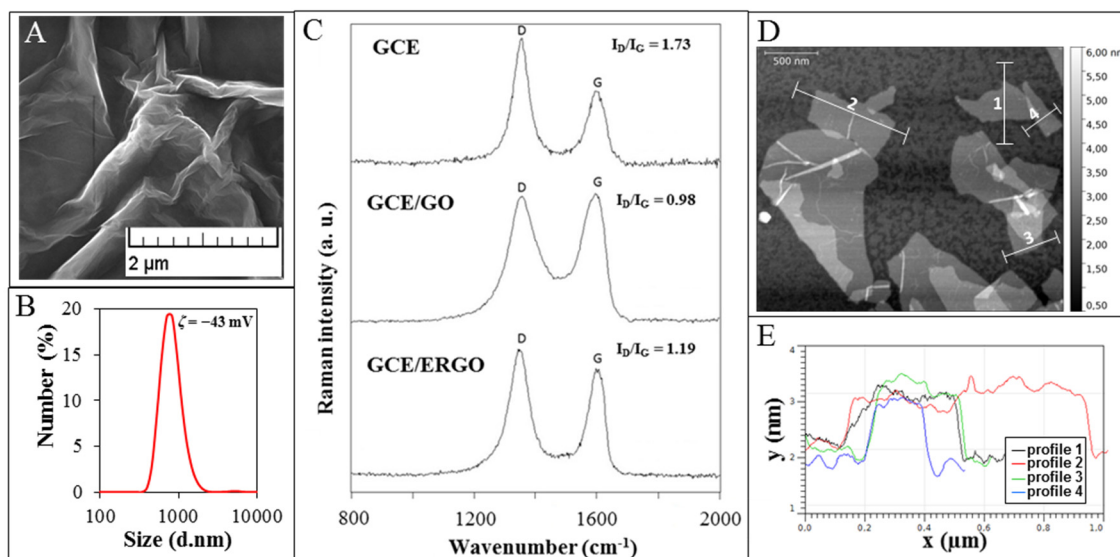 A
2 µm
B
20
15
10
5
0
Number (%)
ζ = −43 mV
100 1000 10000
Size (d.nm)
C
GCE
D
G
I_D/I_G = 1.73
GCE/GO
D
G
I_D/I_G = 0.98
GCE/ERGO
D
G
I_D/I_G = 1.19
Raman intensity (a. u.)
800 1200 1600 2000
Wavenumber (cm⁻¹)
D
500 nm
1
2
3
4
6,00 nm
5,00
4,50
4,00
3,50
3,00
2,50
2,00
1,50
0,50
E
4
3
2
1
y (nm)
profile 1
profile 2
profile 3
profile 4
0.0 0.2 0.4 0.6 0.8 1.0
x (µm)